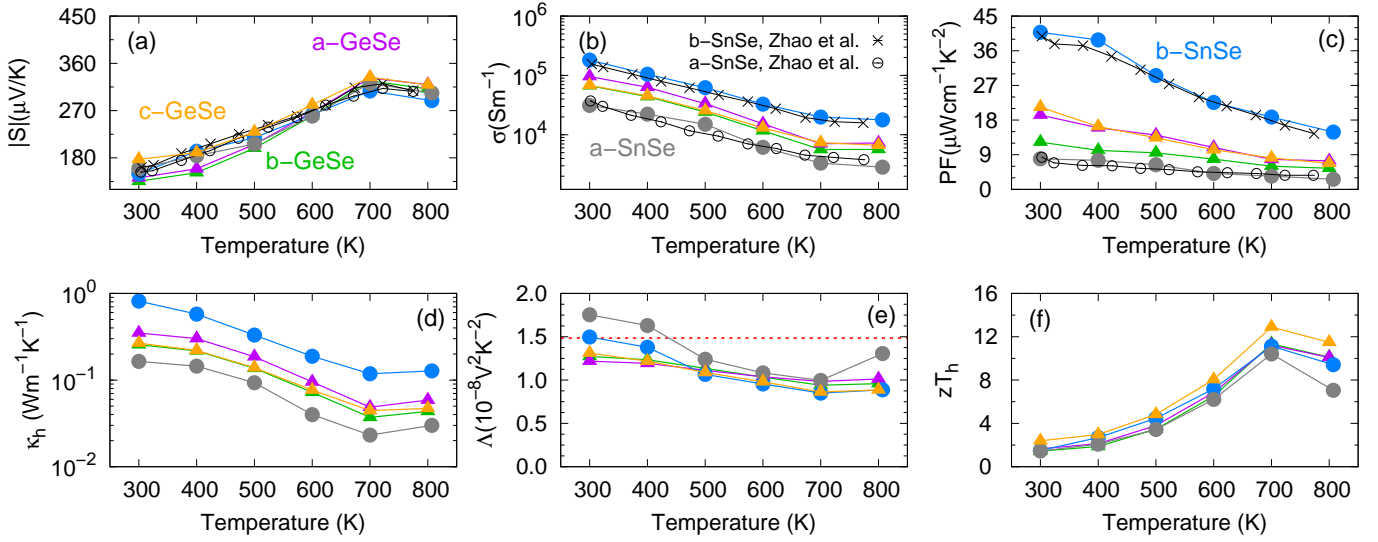 450
360
270
180
|S|(μV/K)
(a)
a−GeSe
c−GeSe
b−GeSe
300 400 500 600 700 800
Temperature (K)
10⁵
10⁴
σ(Sm⁻¹)
(b)
b−SnSe, Zhao et al.
a−SnSe, Zhao et al.
a−SnSe
300 400 500 600 700 800
Temperature (K)
45
36
27
18
9
0
PF(μWcm⁻¹K⁻²)
b−SnSe
(c)
300 400 500 600 700 800
Temperature (K)
10⁰
10⁻¹
10⁻²
κₕ (Wm⁻¹K⁻¹)
(d)
300 400 500 600 700 800
Temperature (K)
2.0
1.5
1.0
0.5
0.0
Λ(10⁻⁸V²K⁻²)
(e)
300 400 500 600 700 800
Temperature (K)
16
12
8
4
0
zTₕ
(f)
300 400 500 600 700 800
Temperature (K)